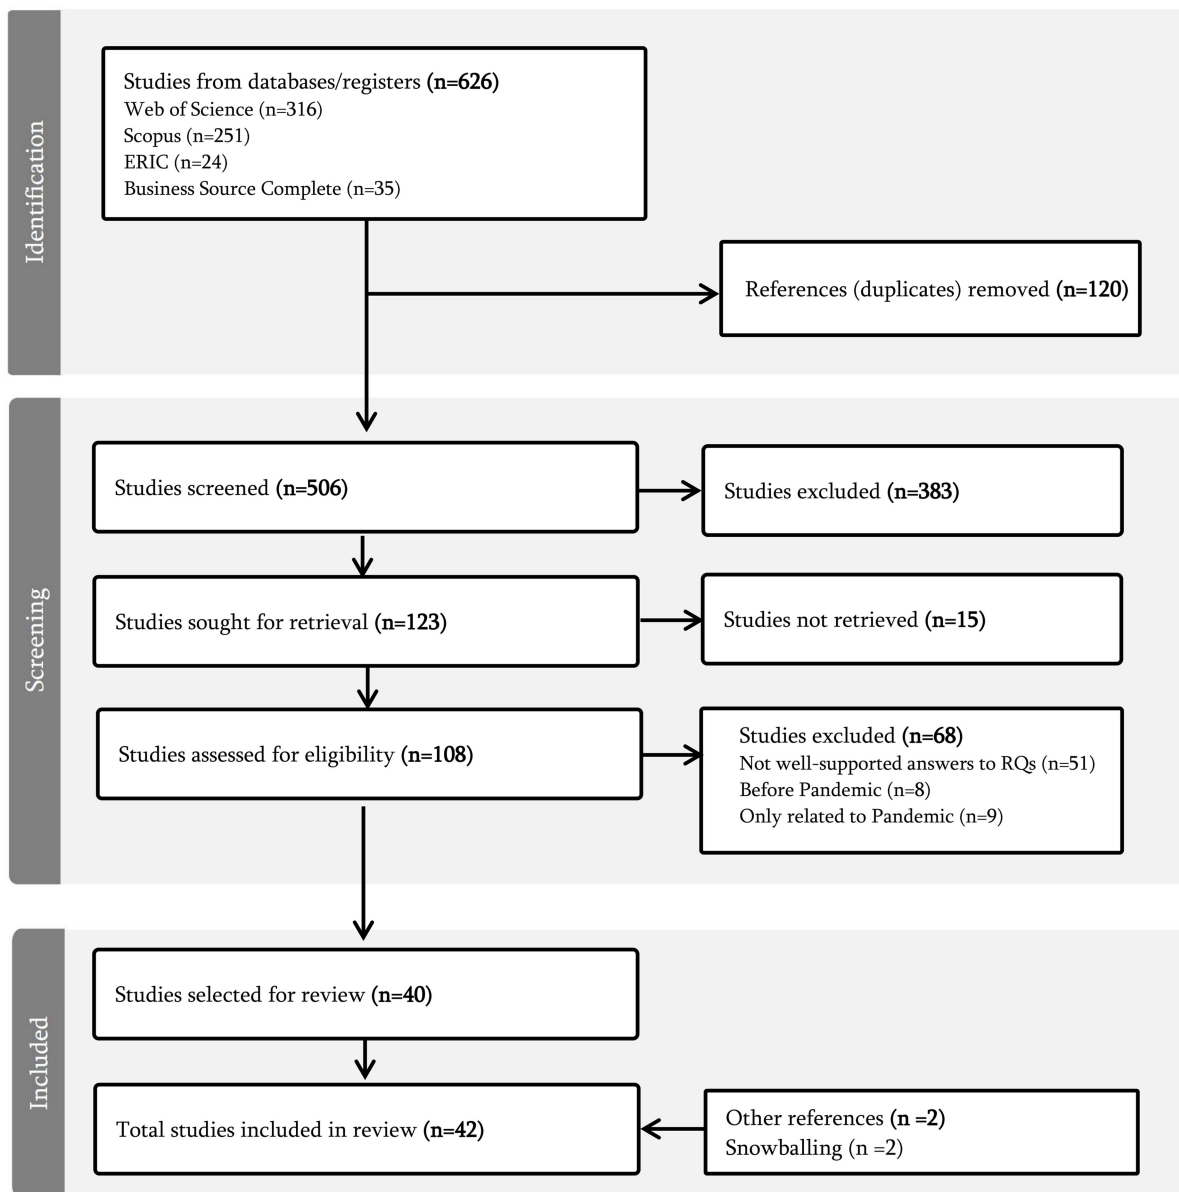 Identification
Studies from databases/registers (n=626)
Web of Science (n=316)
Scopus (n=251)
ERIC (n=24)
Business Source Complete (n=35)
References (duplicates) removed (n=120)
Screening
Studies screened (n=506)
Studies excluded (n=383)
Studies sought for retrieval (n=123)
Studies not retrieved (n=15)
Studies assessed for eligibility (n=108)
Studies excluded (n=68)
Not well-supported answers to RQs (n=51)
Before Pandemic (n=8)
Only related to Pandemic (n=9)
Included
Studies selected for review (n=40)
Total studies included in review (n=42)
Other references (n =2)
Snowballing (n =2)